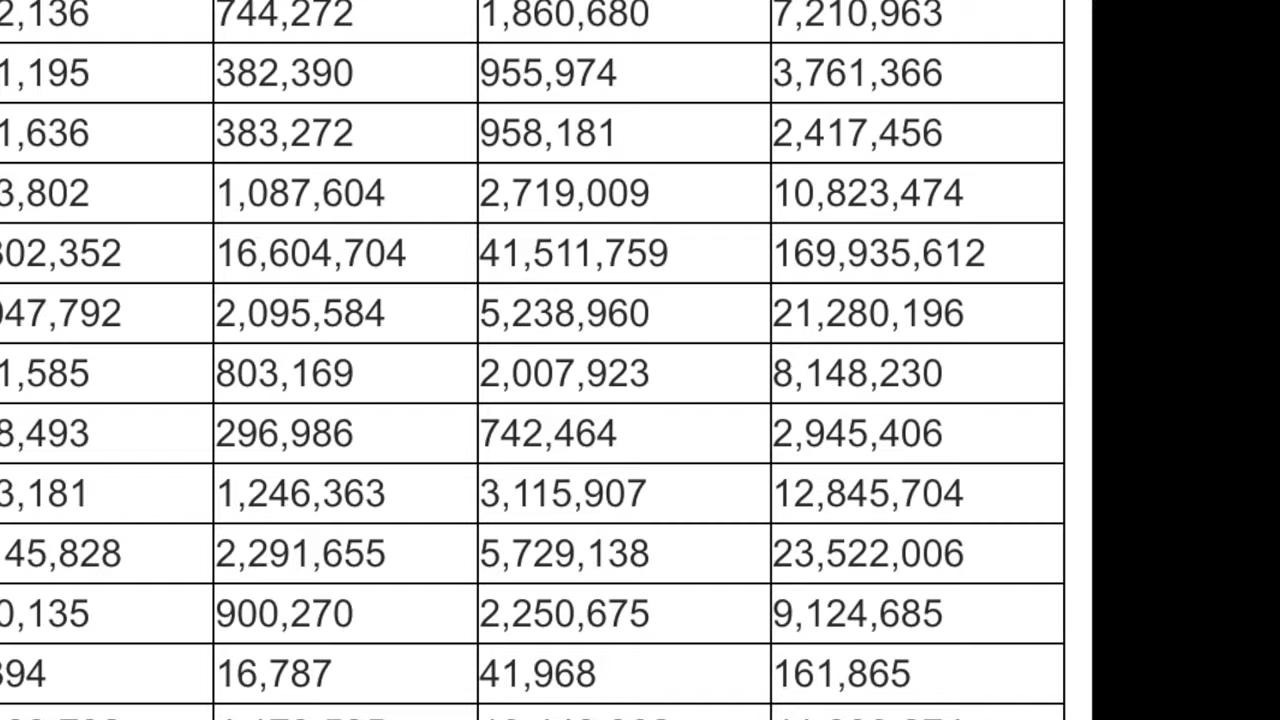 2,136 744,272 1,860,680 7,210,963
1,195 382,390 955,974 3,761,366
1,636 383,272 958,181 2,417,456
3,802 1,087,604 2,719,009 10,823,474
302,352 16,604,704 41,511,759 169,935,612
047,792 2,095,584 5,238,960 21,280,196
1,585 803,169 2,007,923 8,148,230
8,493 296,986 742,464 2,945,406
3,181 1,246,363 3,115,907 12,845,704
145,828 2,291,655 5,729,138 23,522,006
0,135 900,270 2,250,675 9,124,685
394 16,787 41,968 161,865